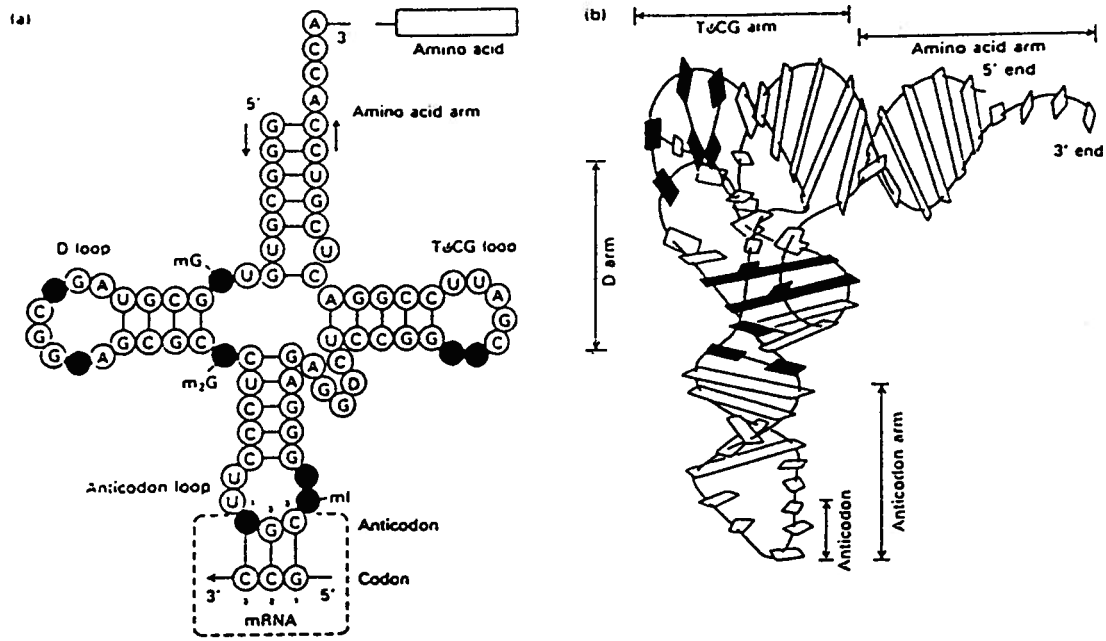 (a)
A
3
Amino acid
C
C
A
5'
Amino acid arm
G C
G C
G U
C G
G C
U U
D loop
mG
U G C
TψCG loop
G A U G C G
A G G C C U U A
C G G
G C
G A G C G C
m₂G
C G A
U C C G G G
U A G D
C G G
C G
C G
U
Anticodon loop
U
mI
G C
Anticodon
C C G
Codon
3' 5'
mRNA
(b)
TψCG arm
Amino acid arm
5' end
3' end
D arm
Anticodon arm
Anticodon